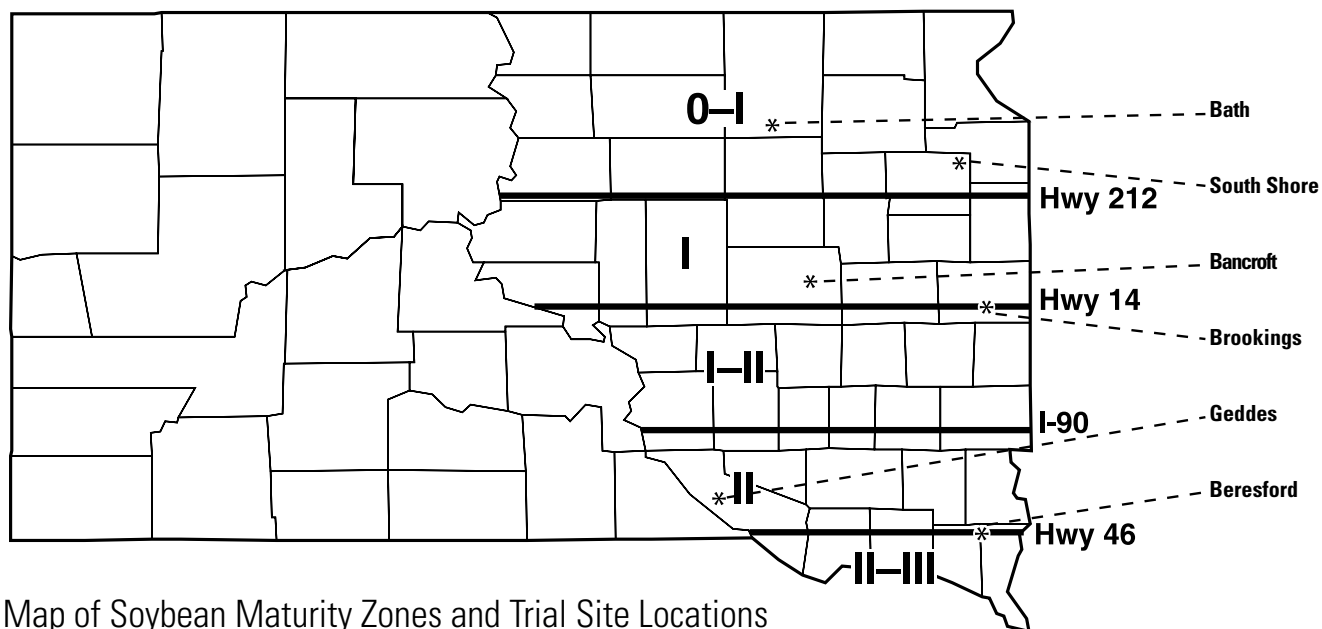 0–I
* Bath
* South Shore
Hwy 212
I
* Bancroft
Hwy 14
* Brookings
I–II
I-90
* Geddes
II
* Beresford
Hwy 46
II–III
Map of Soybean Maturity Zones and Trial Site Locations